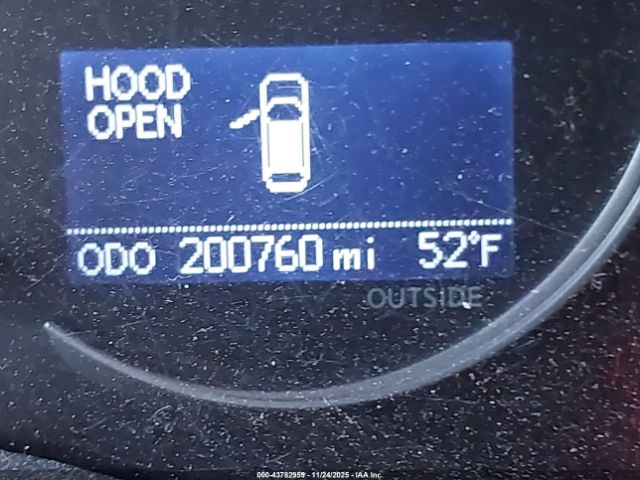 HOOD
OPEN
ODO 200760 mi 52°F
OUTSIDE
000-43782959 - 11/24/2025 - IAA Inc.